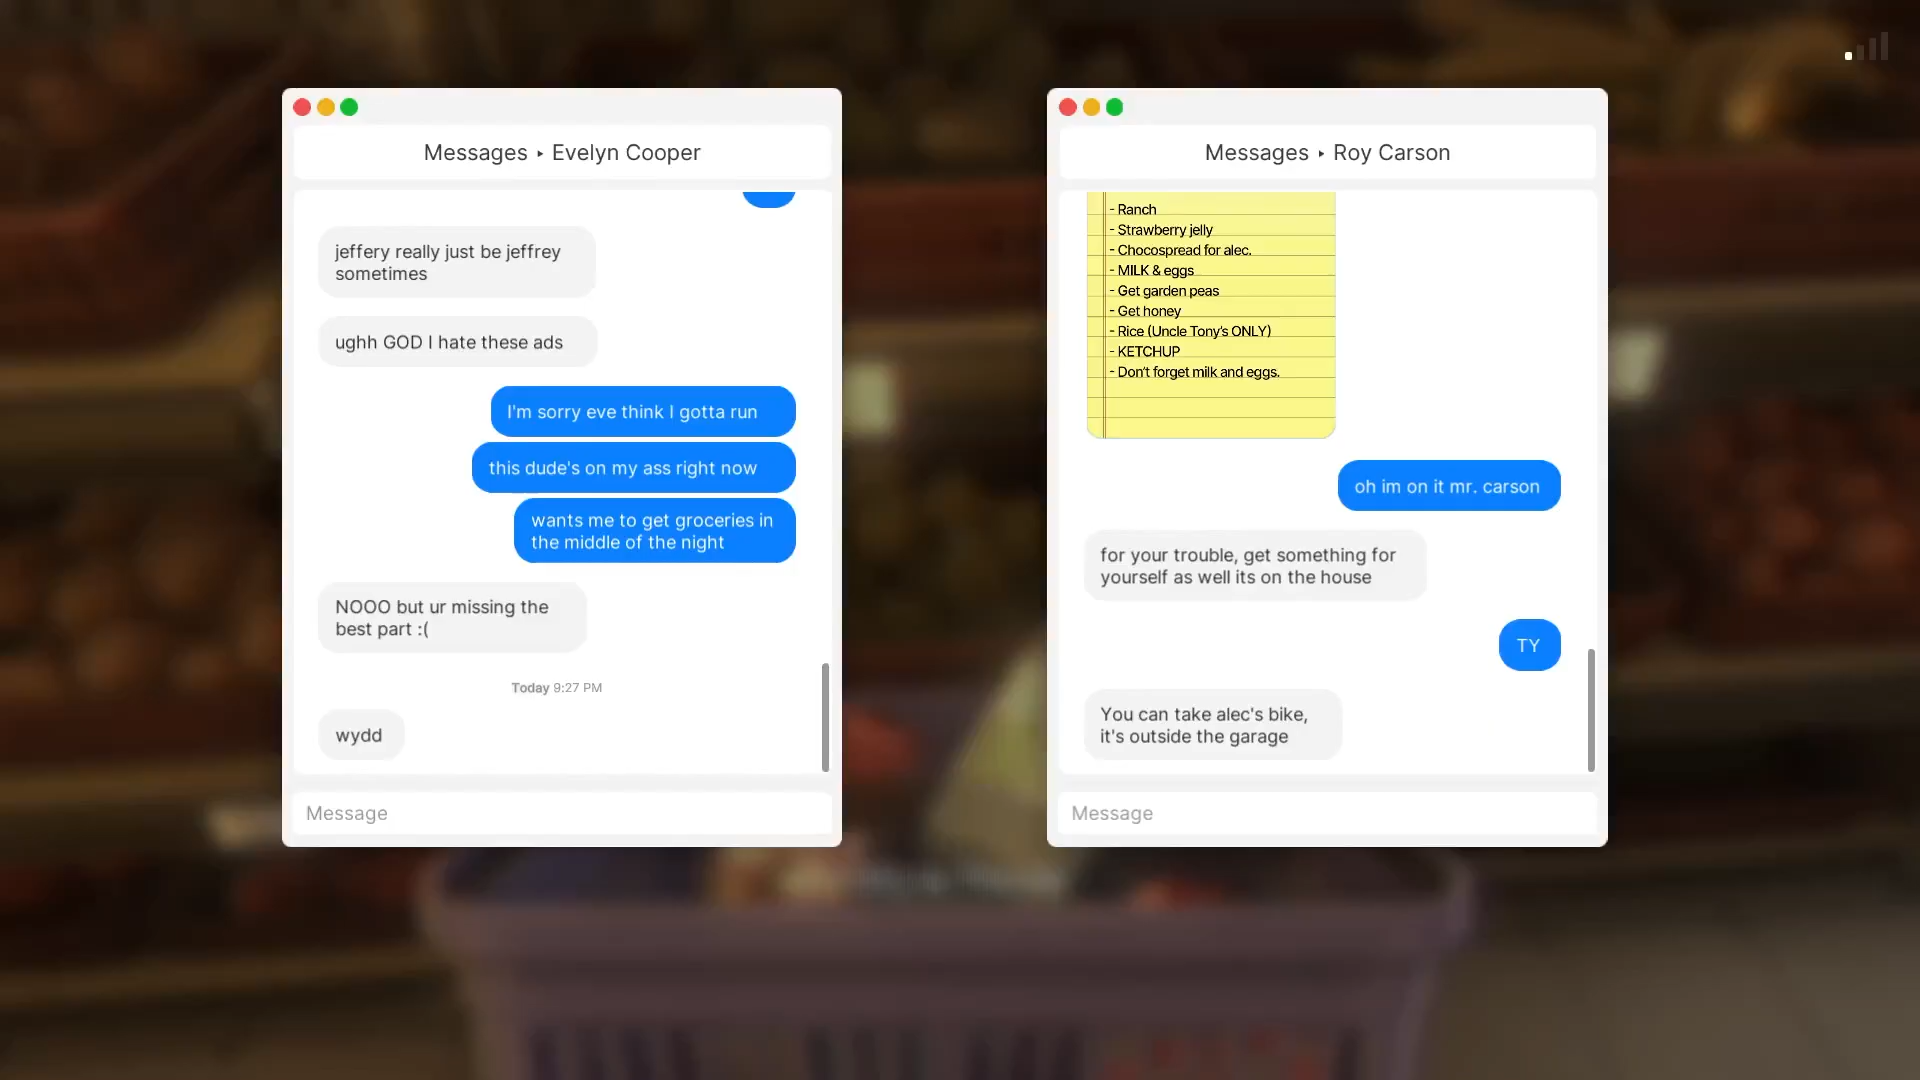 Messages ▸ Evelyn Cooper
jeffery really just be jeffrey
sometimes
ughh GOD I hate these ads
I'm sorry eve think I gotta run
this dude's on my ass right now
wants me to get groceries in
the middle of the night
NOOO but ur missing the
best part :(
Today 9:27 PM
wydd
Message
Messages ▸ Roy Carson
- Ranch
- Strawberry jelly
- Chocospread for alec.
- MILK & eggs
- Get garden peas
- Get honey
- Rice (Uncle Tony's ONLY)
- KETCHUP
- Don't forget milk and eggs.
oh im on it mr. carson
for your trouble, get something for
yourself as well its on the house
TY
You can take alec's bike,
it's outside the garage
Message